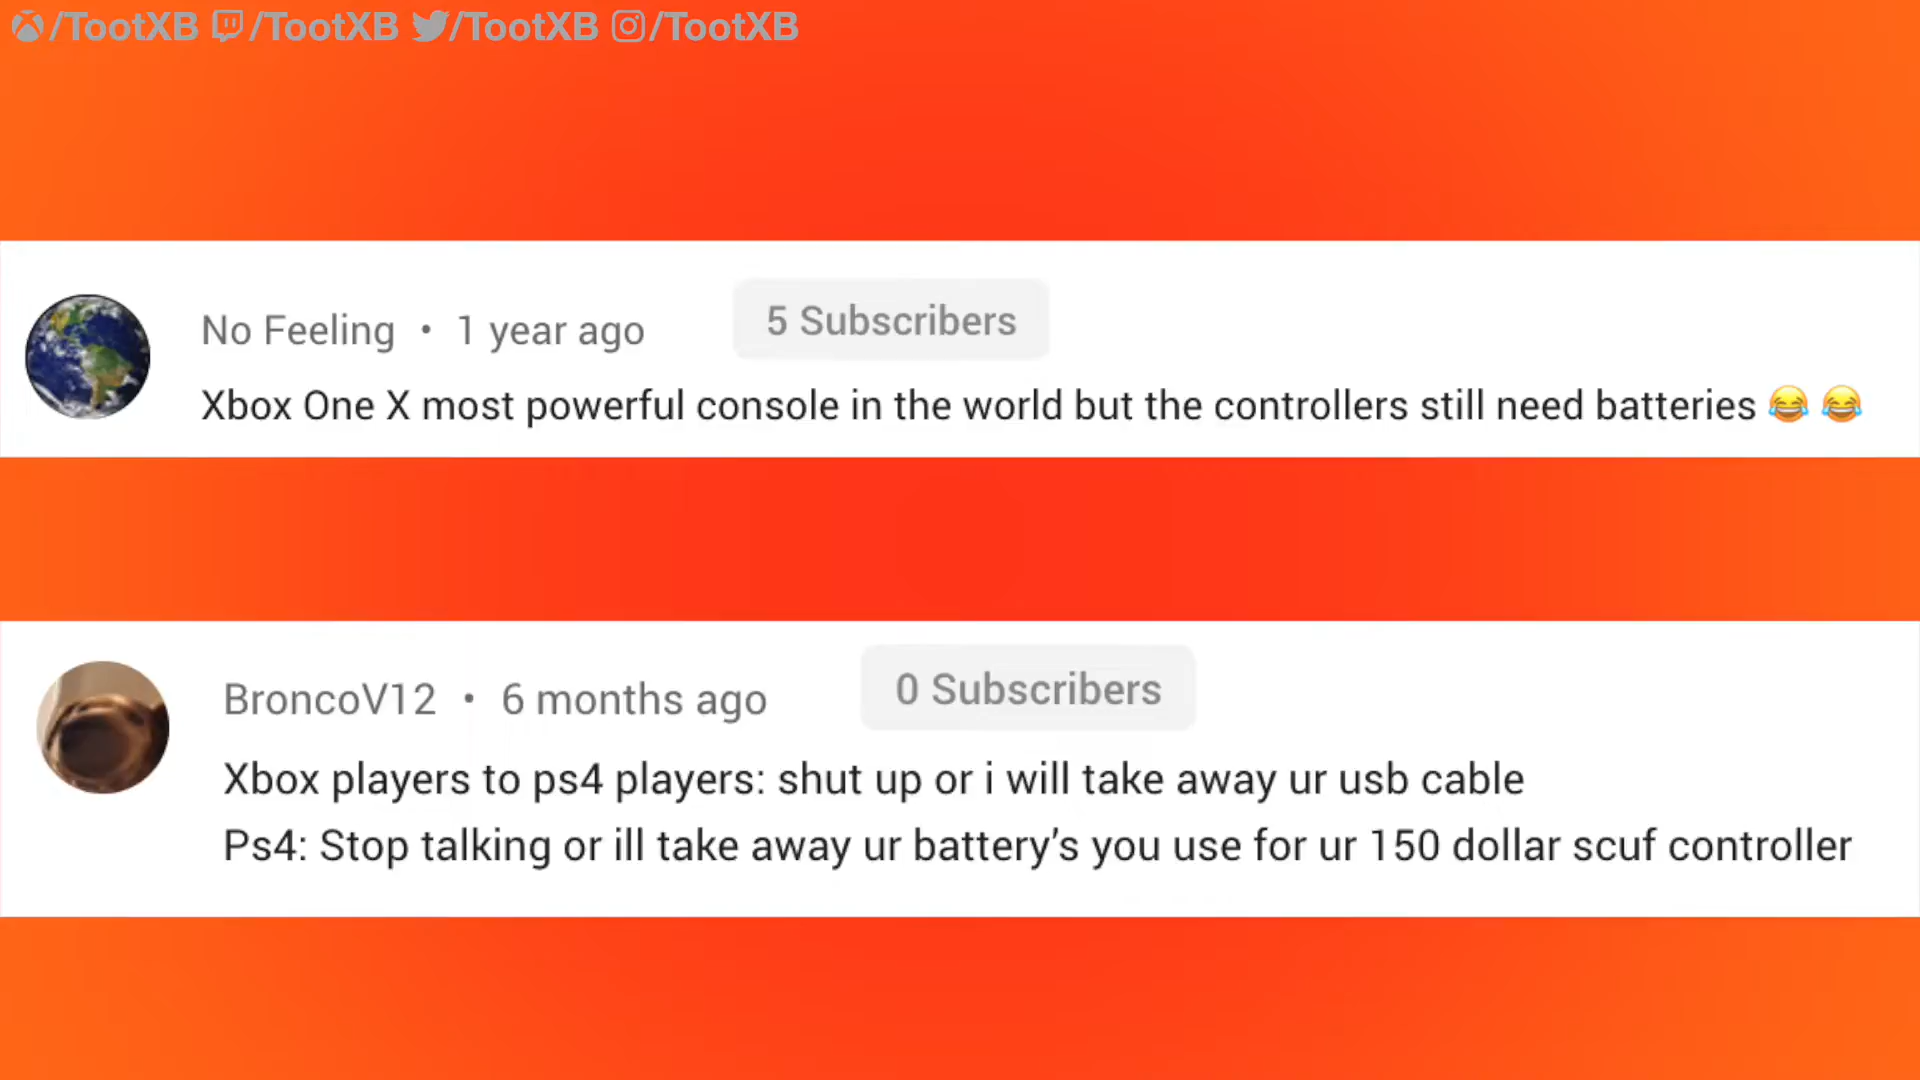 /TootXB /TootXB /TootXB /TootXB
No Feeling • 1 year ago 5 Subscribers
Xbox One X most powerful console in the world but the controllers still need batteries 😂 😂
BroncoV12 • 6 months ago 0 Subscribers
Xbox players to ps4 players: shut up or i will take away ur usb cable
Ps4: Stop talking or ill take away ur battery’s you use for ur 150 dollar scuf controller